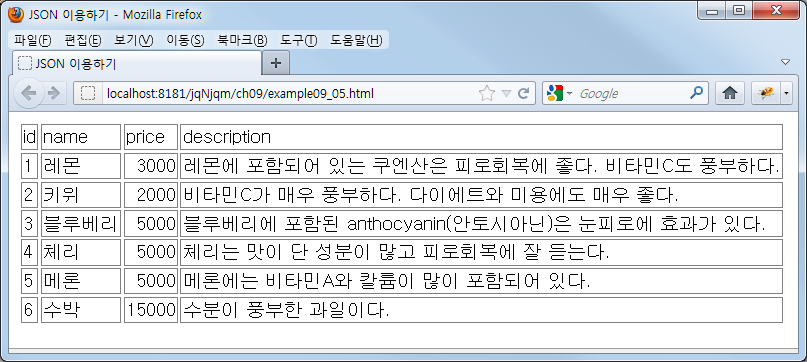 JSON 이용하기 - Mozilla Firefox
파일(F) 편집(E) 보기(V) 이동(S) 북마크(B) 도구(T) 도움말(H)
JSON 이용하기
localhost:8181/jqNjqm/ch09/example09_05.html Google
id name price description
1 레몬 3000 레몬에 포함되어 있는 쿠엔산은 피로회복에 좋다. 비타민C도 풍부하다.
2 키위 2000 비타민C가 매우 풍부하다. 다이에트와 미용에도 매우 좋다.
3 블루베리 5000 블루베리에 포함된 anthocyanin(안토시아닌)은 눈피로에 효과가 있다.
4 체리 5000 체리는 맛이 단 성분이 많고 피로회복에 잘 듣는다.
5 메론 5000 메론에는 비타민A와 칼륨이 많이 포함되어 있다.
6 수박 15000 수분이 풍부한 과일이다.